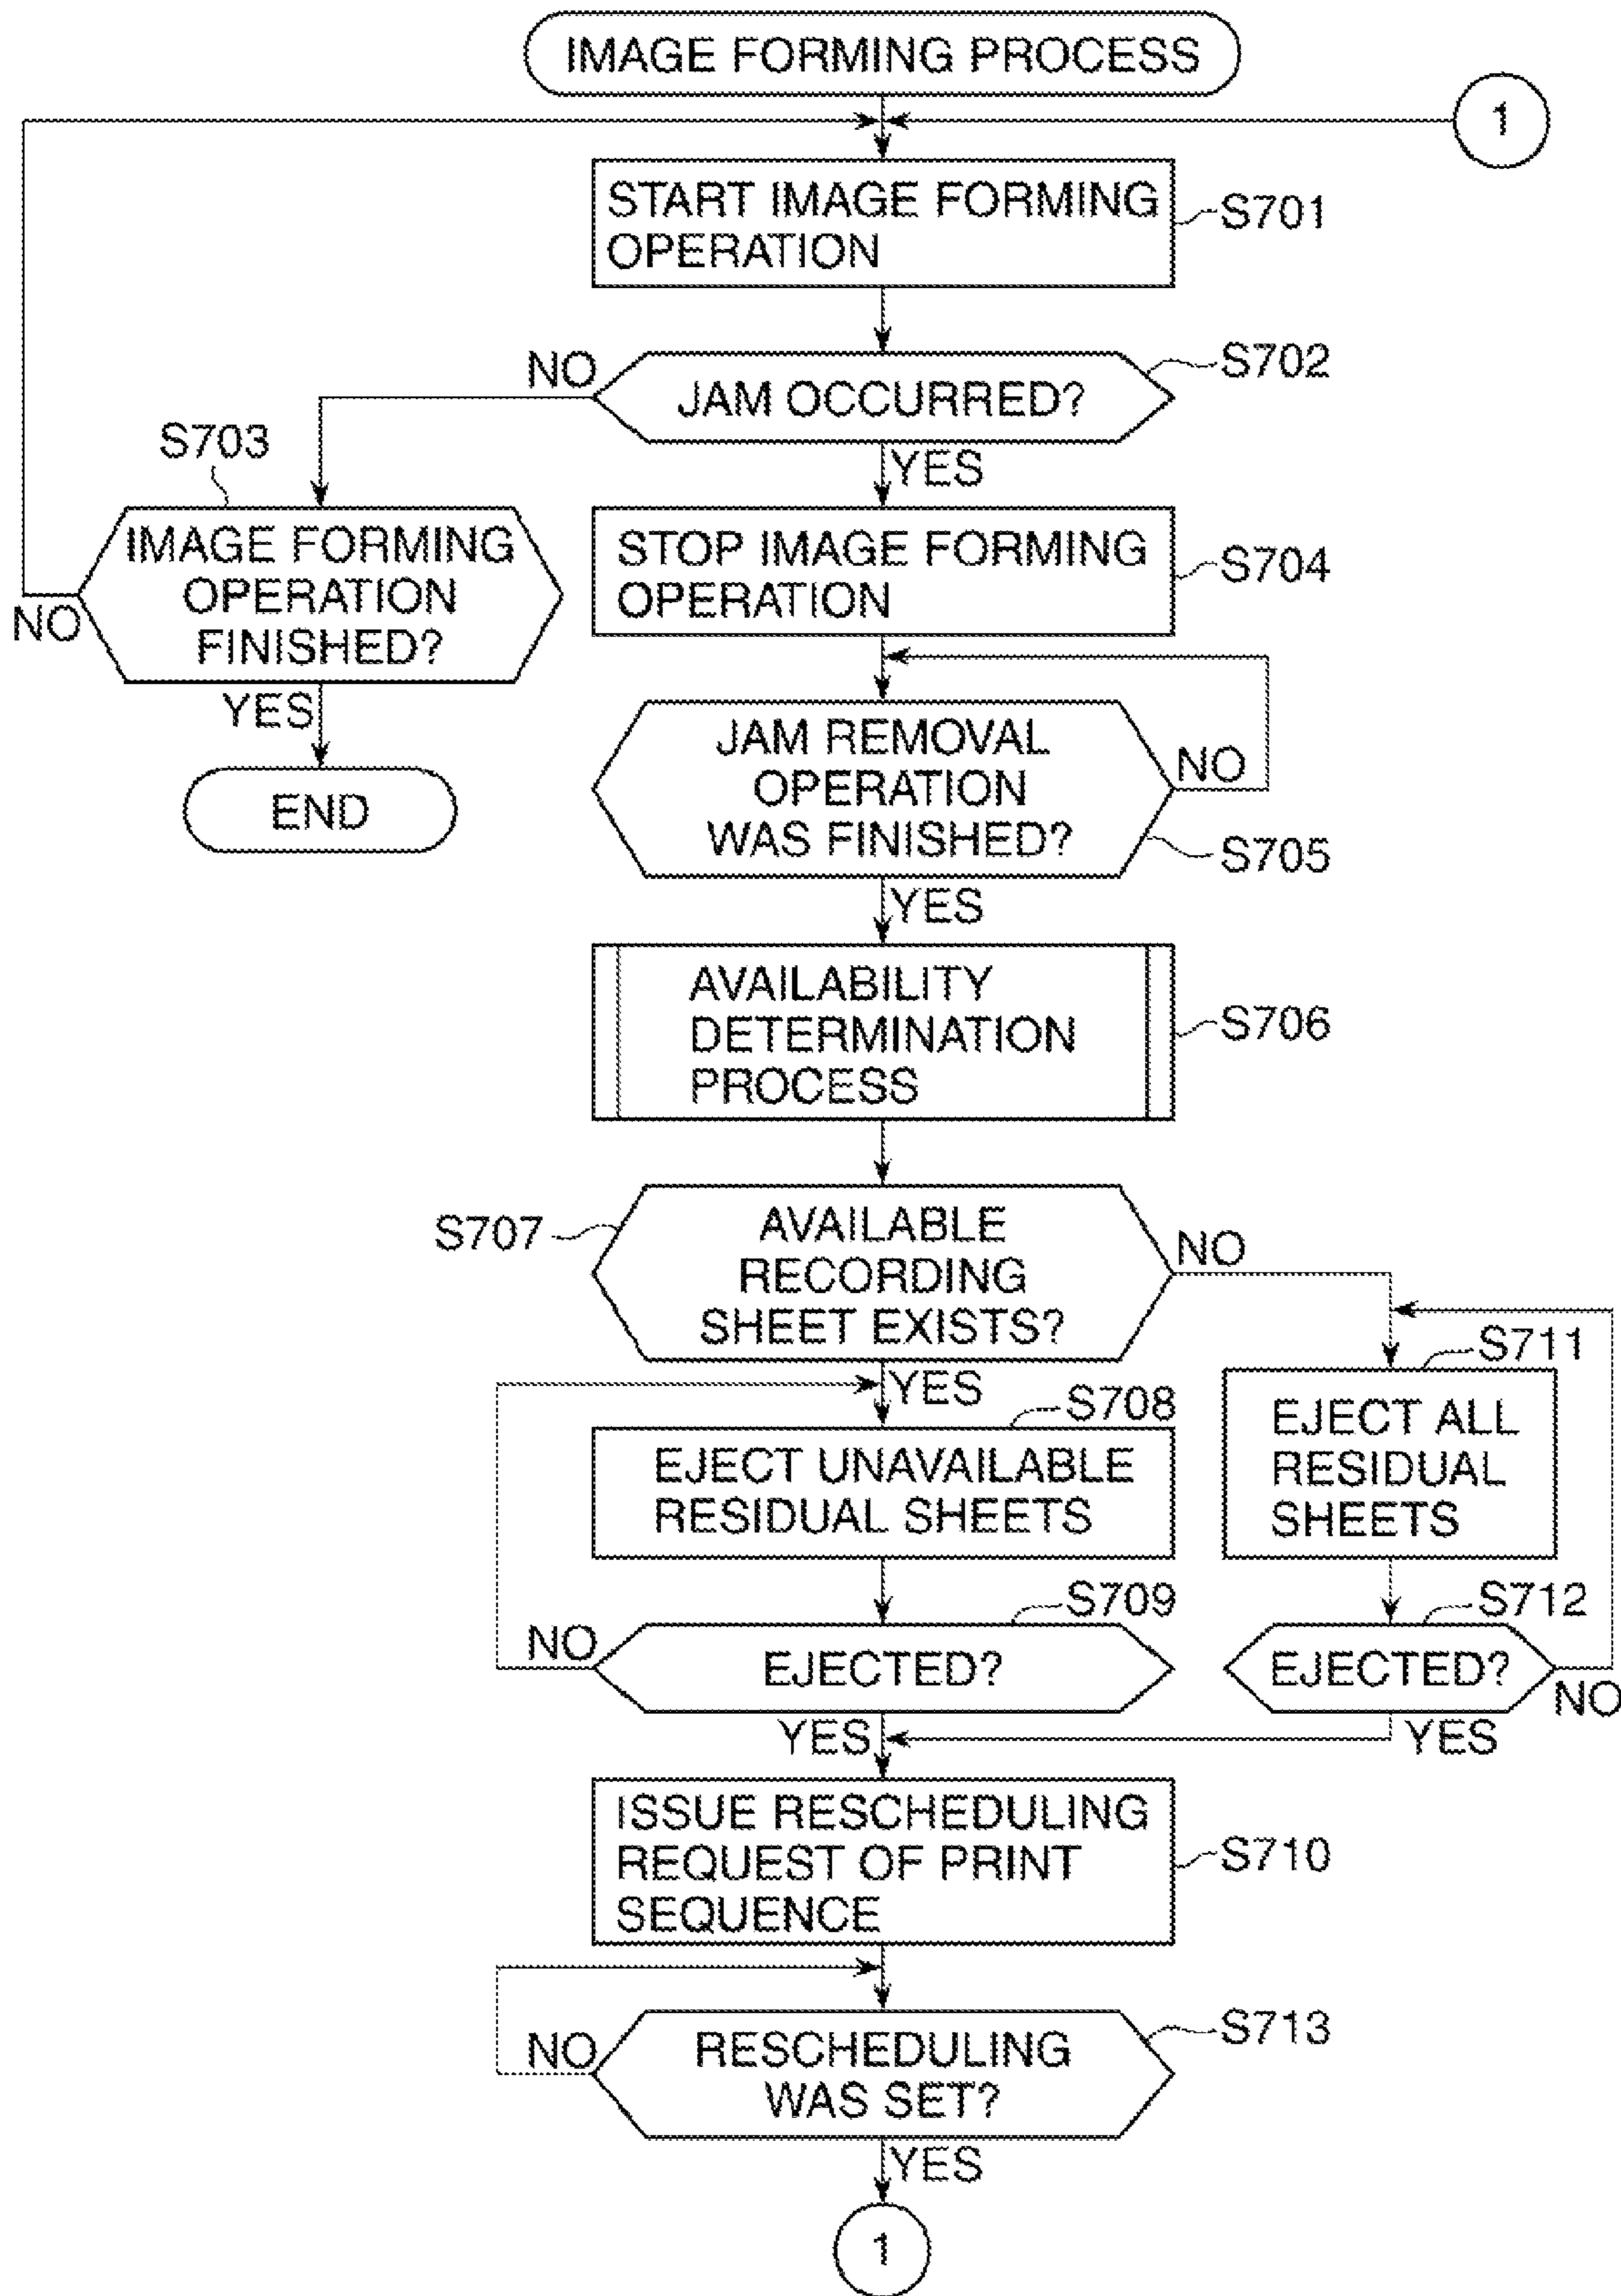 IMAGE FORMING PROCESS
1
START IMAGE FORMING
OPERATION
S701
NO
JAM OCCURRED?
S702
YES
S703
IMAGE FORMING
OPERATION
FINISHED?
NO
YES
END
STOP IMAGE FORMING
OPERATION
S704
JAM REMOVAL
OPERATION
WAS FINISHED?
NO
S705
YES
AVAILABILITY
DETERMINATION
PROCESS
S706
S707
AVAILABLE
RECORDING
SHEET EXISTS?
NO
YES
S708
EJECT UNAVAILABLE
RESIDUAL SHEETS
S709
NO
EJECTED?
YES
S711
EJECT ALL
RESIDUAL
SHEETS
S712
EJECTED?
NO
YES
ISSUE RESCHEDULING
REQUEST OF PRINT
SEQUENCE
S710
NO
RESCHEDULING
WAS SET?
S713
YES
1